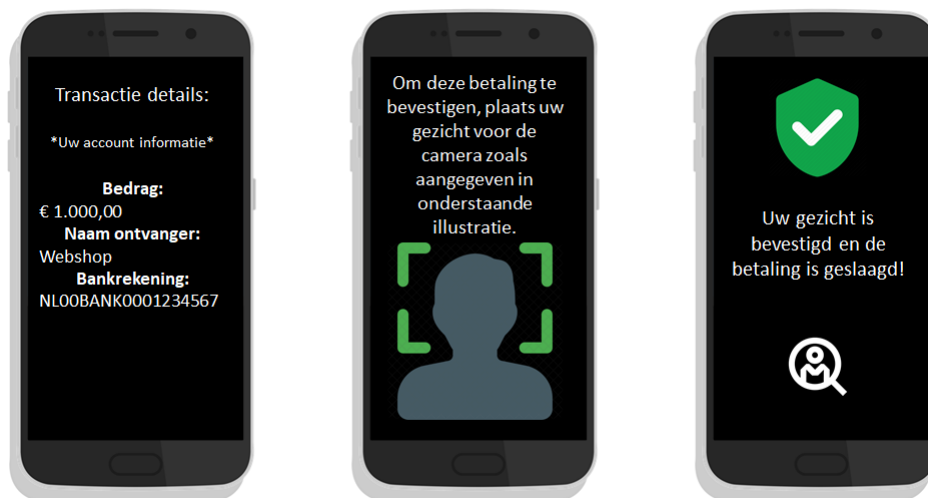 Transactie details:
*Uw account informatie*
Bedrag:
€ 1.000,00
Naam ontvanger:
Webshop
Bankrekening:
NL00BANK0001234567
Om deze betaling te
bevestigen, plaats uw
gezicht voor de
camera zoals
aangegeven in
onderstaande
illustratie.
Uw gezicht is
bevestigd en de
betaling is geslaagd!